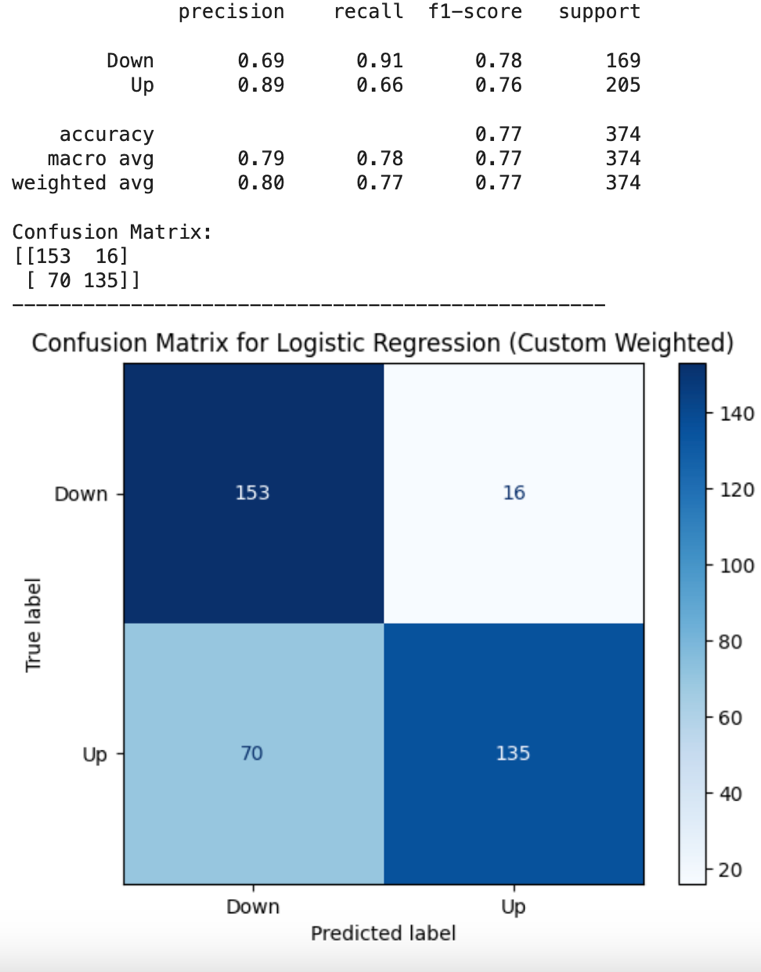 precision recall f1-score support
Down 0.69 0.91 0.78 169
Up 0.89 0.66 0.76 205
accuracy 0.77 374
macro avg 0.79 0.78 0.77 374
weighted avg 0.80 0.77 0.77 374
Confusion Matrix:
[[153 16]
[ 70 135]]
--------------------------------------------------
Confusion Matrix for Logistic Regression (Custom Weighted)
140
Down 153 16
120
100
True label
80
Up 70 135
60
40
20
Down Up
Predicted label